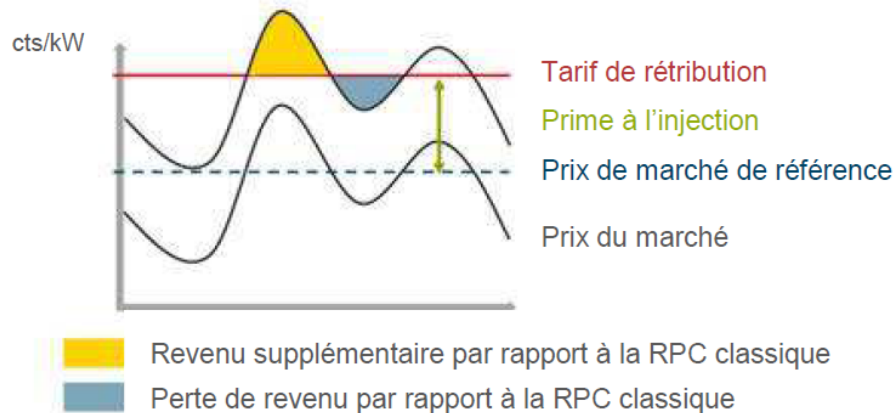 cts/kW
Tarif de rétribution
Prime à l’injection
Prix de marché de référence
Prix du marché
Revenu supplémentaire par rapport à la RPC classique
Perte de revenu par rapport à la RPC classique